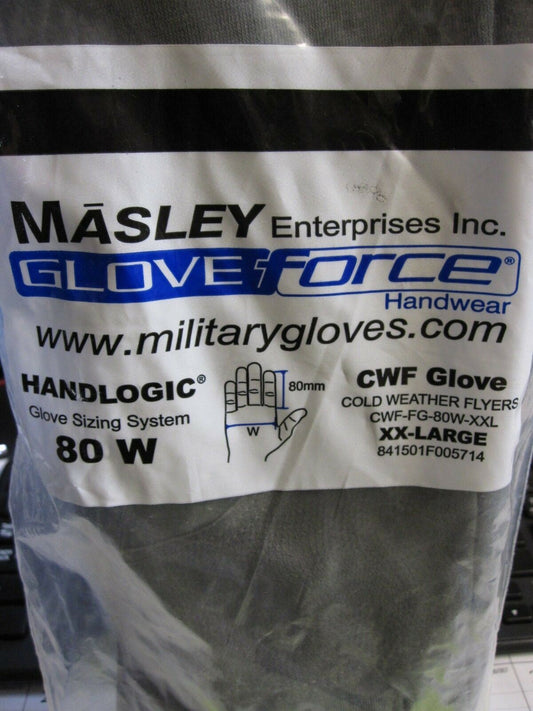 MĀSLEY Enterprises Inc.
GLOVE force®
Handwear
www.militarygloves.com
HANDLOGIC®
Glove Sizing System
80 W
80mm
W
CWF Glove
COLD WEATHER FLYERS
CWF-FG-80W-XXL
XX-LARGE
841501F005714